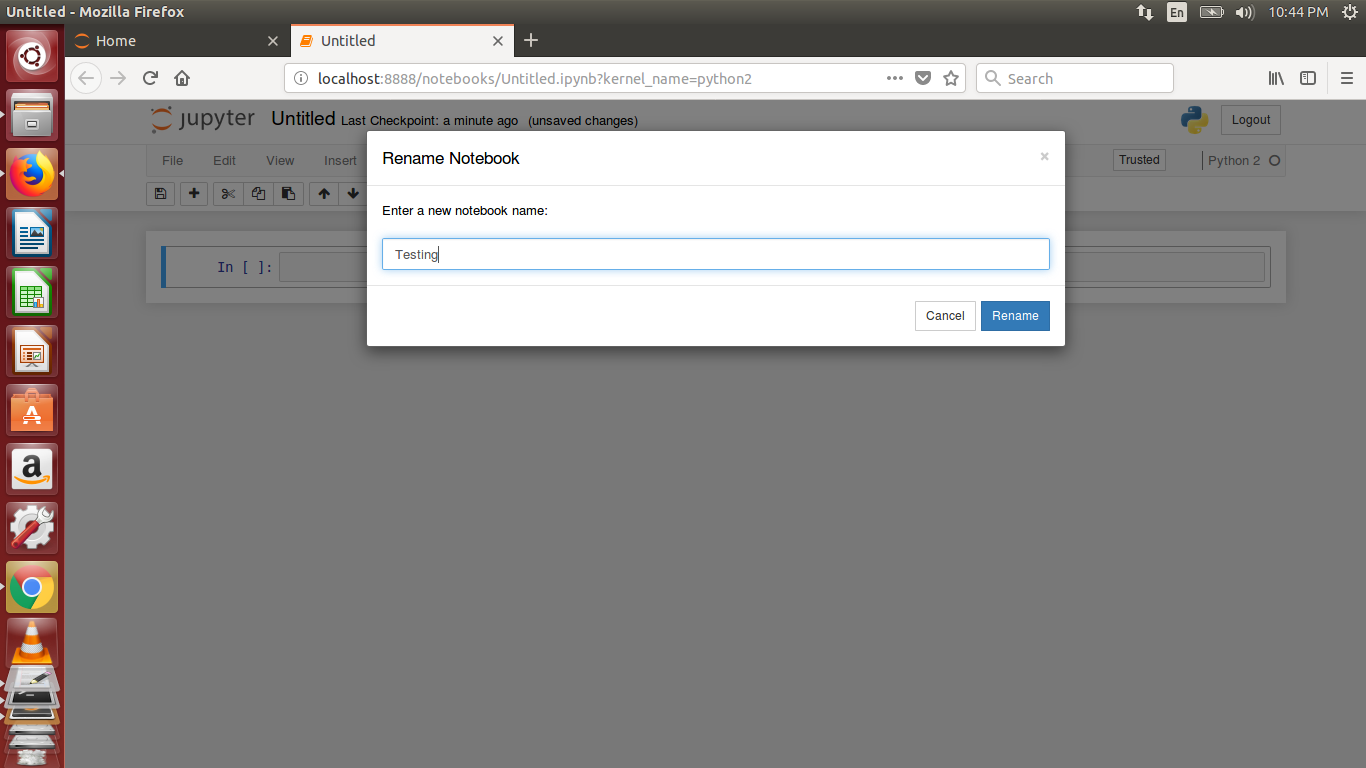 Untitled - Mozilla Firefox
En
10:44 PM
Home
Untitled
localhost:8888/notebooks/Untitled.ipynb?kernel_name=python2
Search
jupyter
Untitled
Last Checkpoint: a minute ago
(unsaved changes)
Logout
Rename Notebook
File
Edit
View
Insert
Trusted
Python 2
Enter a new notebook name:
Testing
In [ ]:
Cancel
Rename